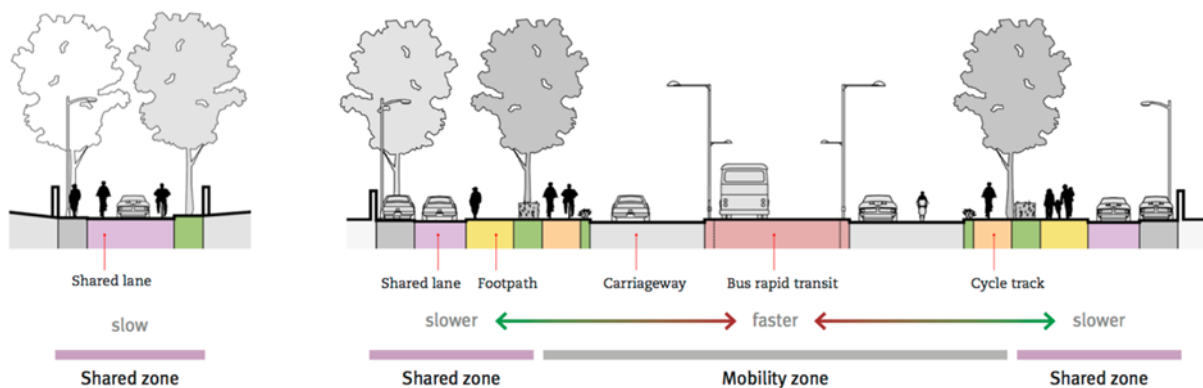 Shared lane
slow
Shared zone
Shared lane Footpath Carriageway Bus rapid transit Cycle track
slower faster slower
Shared zone Mobility zone Shared zone